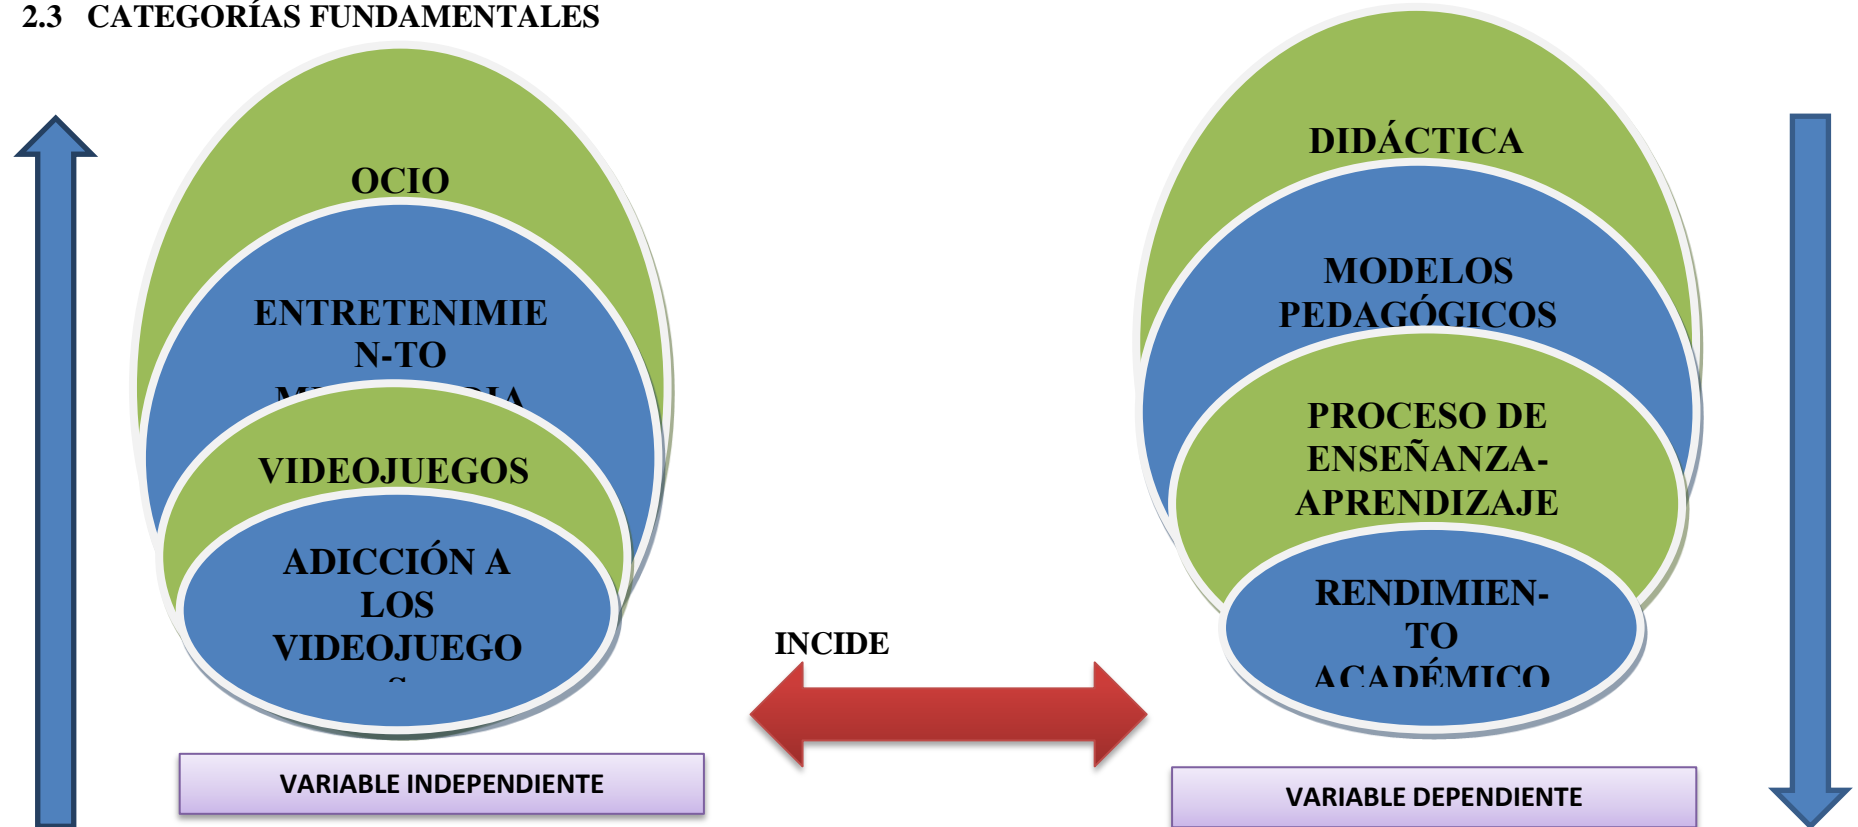 2.3 CATEGORÍAS FUNDAMENTALES
OCIO
ENTRETENIMIE
N-TO
VIDEOJUEGOS
ADICCIÓN A
LOS
VIDEOJUEGO
S
INCIDE
VARIABLE INDEPENDIENTE
DIDÁCTICA
MODELOS
PEDAGÓGICOS
PROCESO DE
ENSEÑANZA-
APRENDIZAJE
RENDIMIEN-
TO
ACADÉMICO
VARIABLE DEPENDIENTE